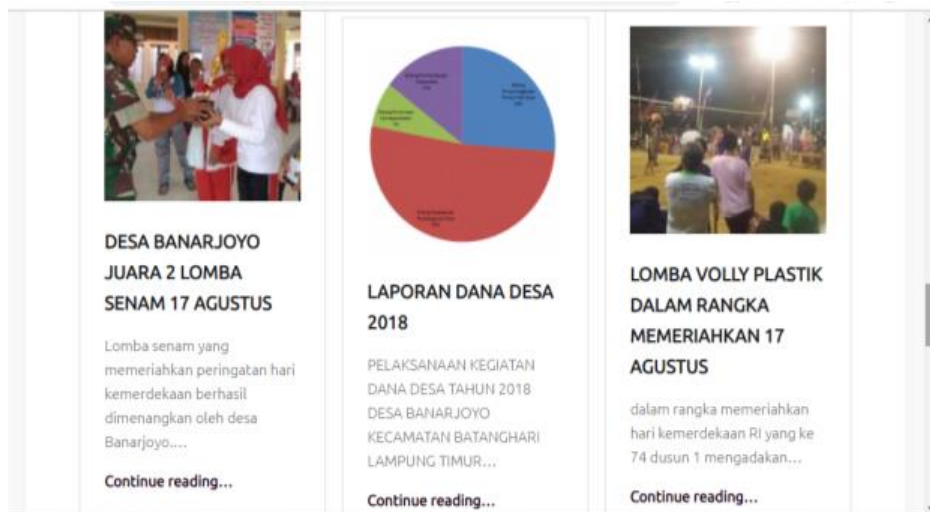 DESA BANARJOYO
JUARA 2 LOMBA
SENAM 17 AGUSTUS
Lomba senam yang
memeriahkan peringatan hari
kemerdekaan berhasil
dimenangkan oleh desa
Banarjoyo....
Continue reading...
LAPORAN DANA DESA
2018
PELAKSANAAN KEGIATAN
DANA DESA TAHUN 2018
DESA BANARJOYO
KECAMATAN BATANGHARI
LAMPUNG TIMUR...
Continue reading...
LOMBA VOLLY PLASTIK
DALAM RANGKA
MEMERIAHKAN 17
AGUSTUS
dalam rangka memeriahkan
hari kemerdekaan RI yang ke
74 dusun 1 mengadakan...
Continue reading...